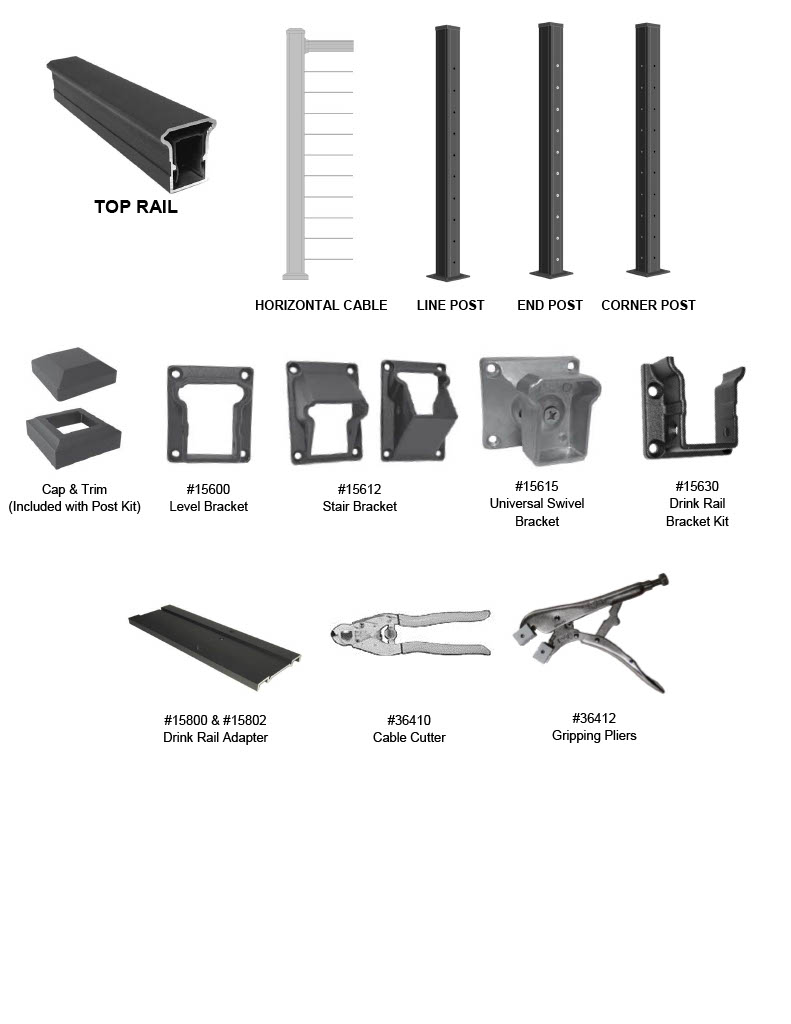 TOP RAIL
HORIZONTAL CABLE
LINE POST
END POST
CORNER POST
Cap & Trim
(Included with Post Kit)
#15600
Level Bracket
#15612
Stair Bracket
#15615
Universal Swivel
Bracket
#15630
Drink Rail
Bracket Kit
#15800 & #15802
Drink Rail Adapter
#36410
Cable Cutter
#36412
Gripping Pliers